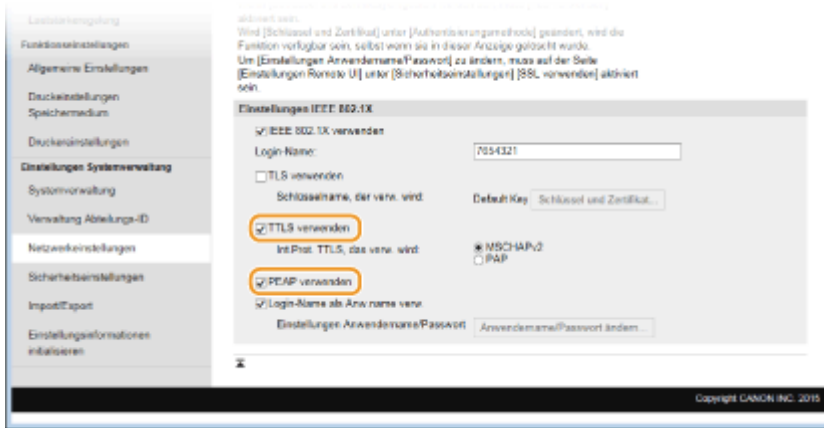 Funktionseinstellungen
Allgemeine Einstellungen
Druckeinstellungen
Speichermedium
Druckereinstellungen
Einstellungen Systemverwaltung
Systemverwaltung
Verwaltung Abteilungs-ID
Netzwerkeinstellungen
Sicherheitseinstellungen
Import/Export
Einstellungsinformationen
initialisieren
aktiviert sein.
Wird [Schlüssel und Zertifikat] unter [Authentisierungsmethode] geändert, wird die
Funktion verfügbar sein, selbst wenn sie in dieser Anzeige gelöscht wurde.
Um [Einstellungen Anwendername/Passwort] zu ändern, muss auf der Seite
[Einstellungen Remote UI] unter [Sicherheitseinstellungen] [SSL verwenden] aktiviert
sein.
Einstellungen IEEE 802.1X
IEEE 802.1X verwenden
Login-Name: 7654321
TLS verwenden
Schlüsselname, der verw. wird: Default Key Schlüssel und Zertifikat...
TTLS verwenden
Int.Prot. TTLS, das verw. wird: MSCHAPv2
PAP
PEAP verwenden
Login-Name als Anw.name verw.
Einstellungen Anwendername/Passwort Anwendername/Passwort ändern...
Copyright CANON INC. 2015